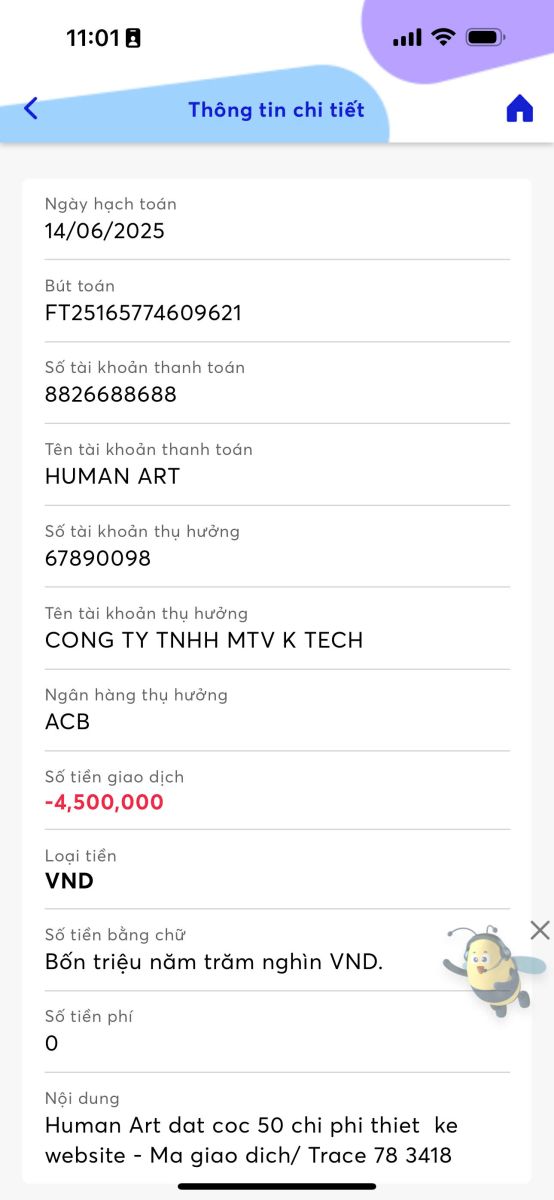 11:01
Thông tin chi tiết
Ngày hạch toán
14/06/2025
Bút toán
FT25165774609621
Số tài khoản thanh toán
8826688688
Tên tài khoản thanh toán
HUMAN ART
Số tài khoản thụ hưởng
67890098
Tên tài khoản thụ hưởng
CONG TY TNHH MTV K TECH
Ngân hàng thụ hưởng
ACB
Số tiền giao dịch
-4,500,000
Loại tiền
VND
Số tiền bằng chữ
Bốn triệu năm trăm nghìn VND.
Số tiền phí
0
Nội dung
Human Art dat coc 50 chi phi thiet  ke
website - Ma giao dich/ Trace 78 3418